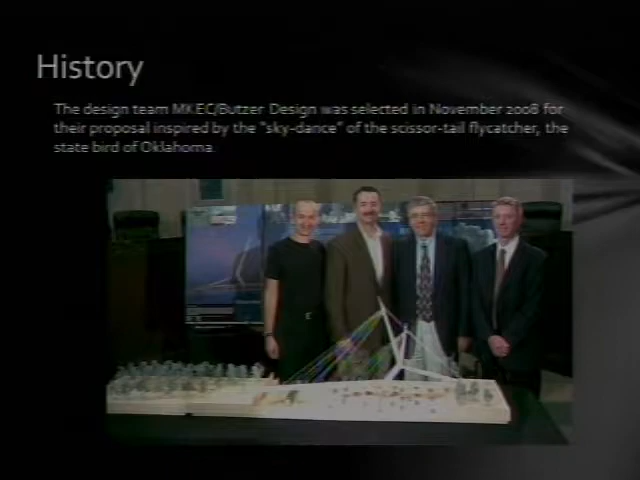 History
The design team MKEC/Butzer Design was selected in November 2008 for
their proposal inspired by the "sky-dance" of the scissor-tail flycatcher, the
state bird of Oklahoma.